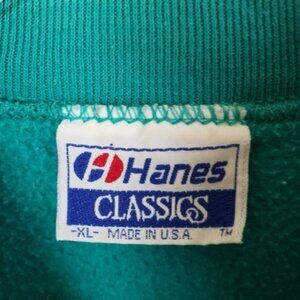 Hanes
CLASSICS
-XL- MADE IN U.S.A. TM